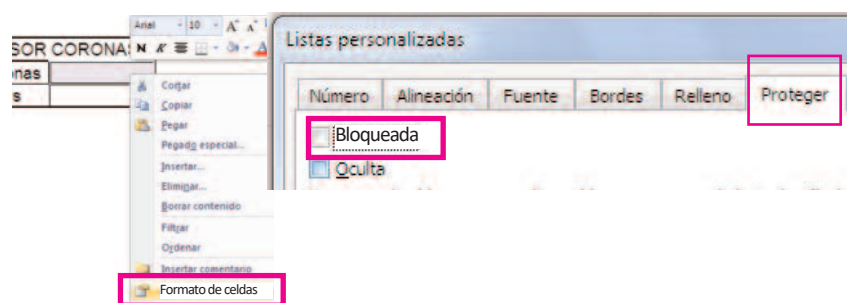 Arial 10 A A
SOR CORONAS N K
onas
s
Cortar
Copiar
Pegar
Pegado especial...
Insertar...
Eliminar...
Borrar contenido
Filtrar
Ordenar
Insertar comentario
Formato de celdas
Listas personalizadas
Número Alineación Fuente Bordes Relleno Proteger
Bloqueada
Oculta